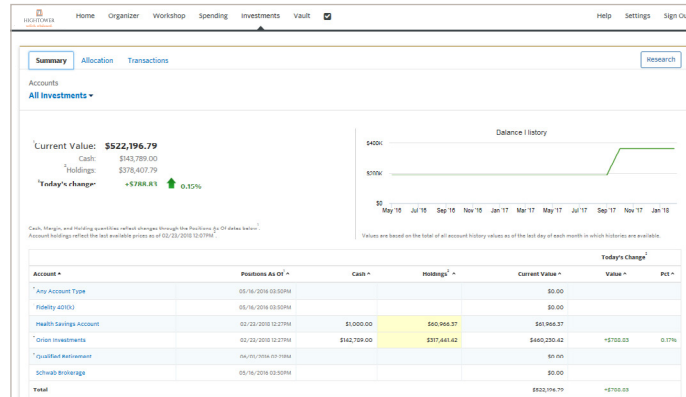 HIGHTOWER
Home Organizer Workshop Spending Investments Vault
Help Settings Sign Ou
Summary Allocation Transactions
Research
Accounts
All Investments
1Current Value: $522,196.79
Cash: $143,789.00
2Holdings: $378,407.79
3Today's change: +$788.83 0.15%
Balance History
$400K
$200K
$0
May '16 Jul '16 Sep '16 Nov '16 Jan '17 Mar '17 May '17 Jul '17 Sep '17 Nov '17 Jan '18
Cash, Margin, and Holding quantities reflect changes through the Positions As Of dates below1.
Account holdings reflect the last available prices as of 02/23/2018 12:07PM2.
Values are based on the total of all account history values as of the last day of each month in which histories are available.
Today's Change3
Account Positions As Of1 Cash Holdings2 Current Value Value Pct
Any Account Type 05/16/2016 03:50PM $0.00
Fidelity 401(k) 05/16/2016 03:50PM $0.00
Health Savings Account 02/23/2018 12:27PM $1,000.00 $60,966.37 $61,966.37
Orion Investments 02/23/2018 12:27PM $142,789.00 $317,441.42 $460,230.42 +$788.83 0.17%
Qualified Retirement $0.00
Schwab Brokerage 05/16/2016 03:50PM $0.00
Total $522,196.79 +$788.83